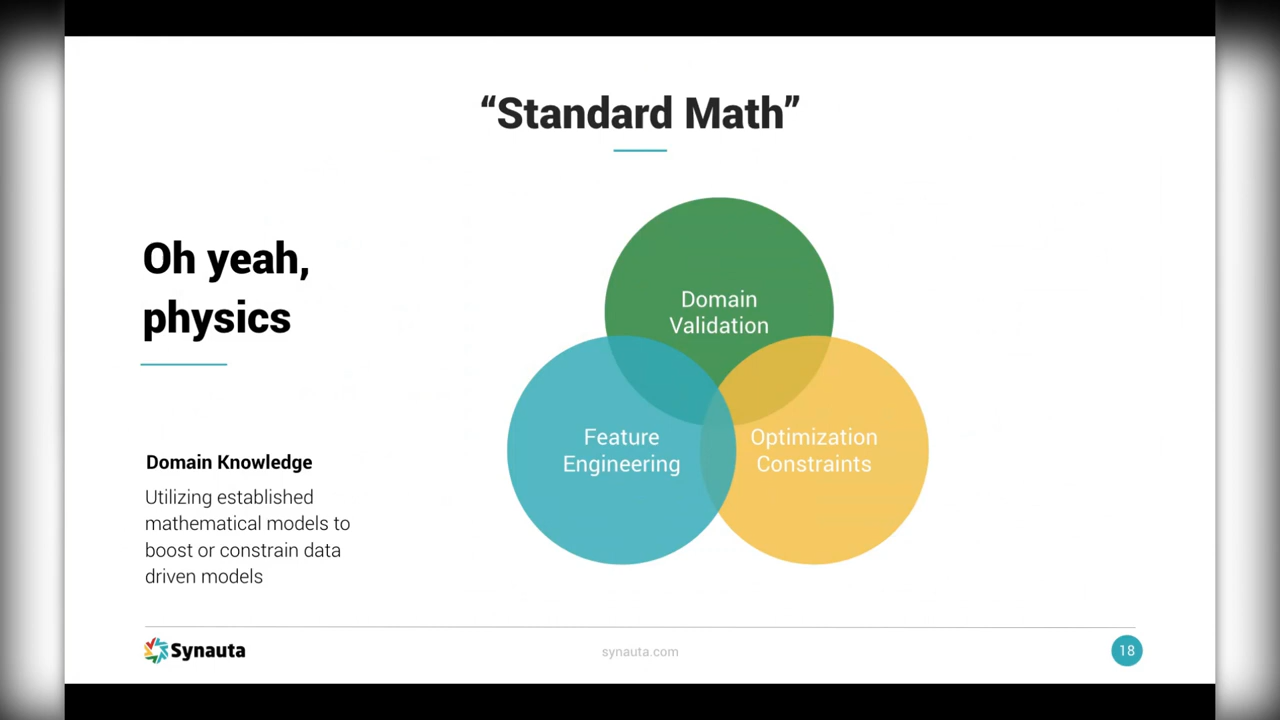 “Standard Math”
Oh yeah,
physics
Domain Knowledge
Utilizing established
mathematical models to
boost or constrain data
driven models
Domain
Validation
Feature
Engineering
Optimization
Constraints
Synauta
synauta.com
18